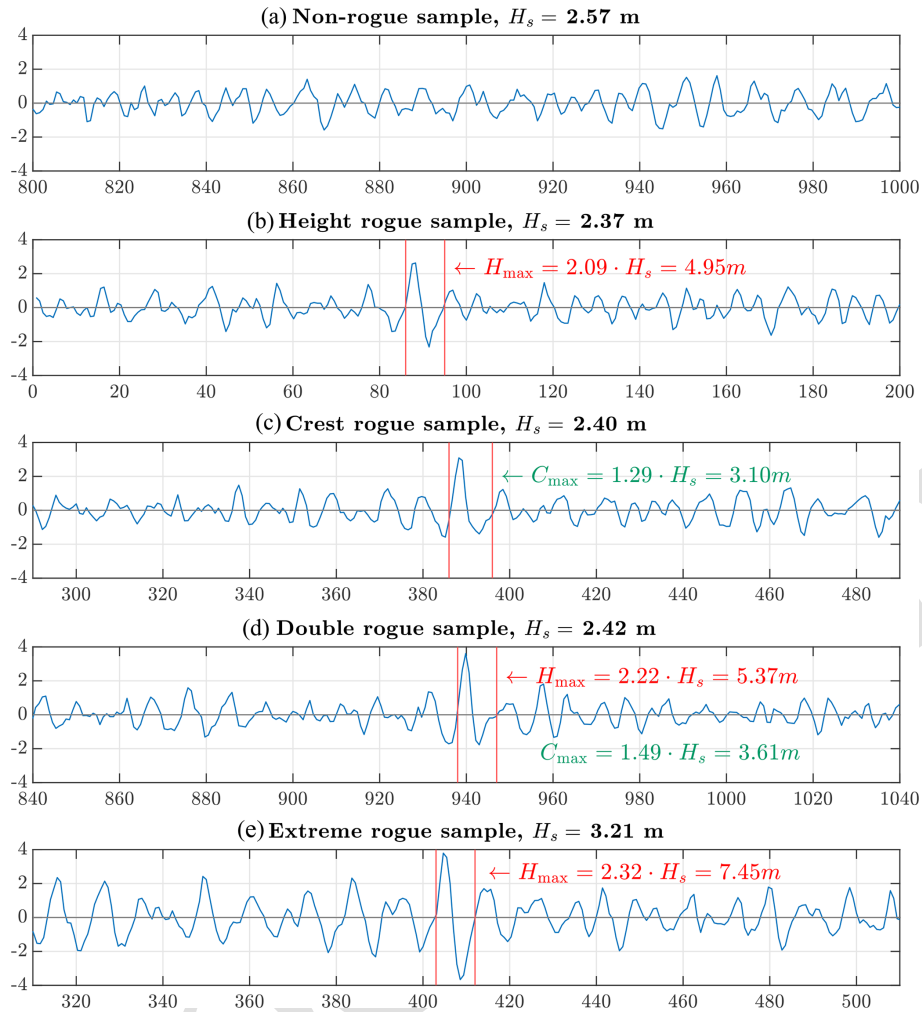 (a) Non-rogue sample, Hₛ = 2.57 m
4
2
0
-2
-4
800 820 840 860 880 900 920 940 960 980 1000
(b) Height rogue sample, Hₛ = 2.37 m
4
2
0
-2
-4
← Hmax = 2.09 · Hₛ = 4.95m
0 20 40 60 80 100 120 140 160 180 200
(c) Crest rogue sample, Hₛ = 2.40 m
4
2
0
-2
-4
← Cmax = 1.29 · Hₛ = 3.10m
300 320 340 360 380 400 420 440 460 480
(d) Double rogue sample, Hₛ = 2.42 m
4
2
0
-2
-4
← Hmax = 2.22 · Hₛ = 5.37m
Cmax = 1.49 · Hₛ = 3.61m
840 860 880 900 920 940 960 980 1000 1020 1040
(e) Extreme rogue sample, Hₛ = 3.21 m
4
2
0
-2
-4
← Hmax = 2.32 · Hₛ = 7.45m
320 340 360 380 400 420 440 460 480 500